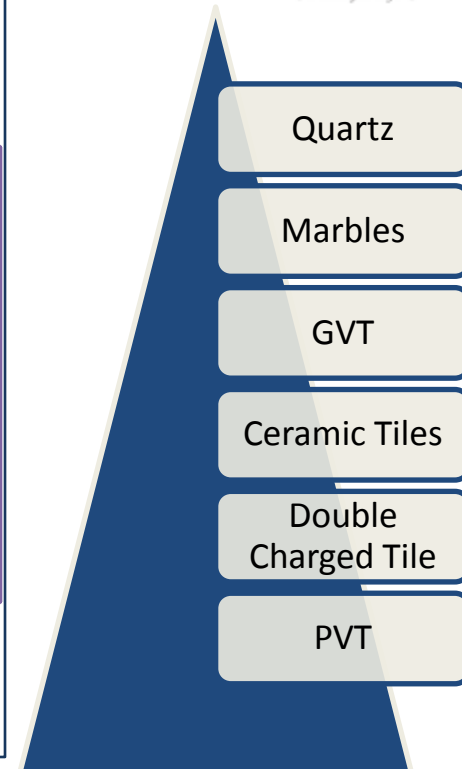 Quartz
Marbles
GVT
Ceramic Tiles
Double
Charged Tile
PVT